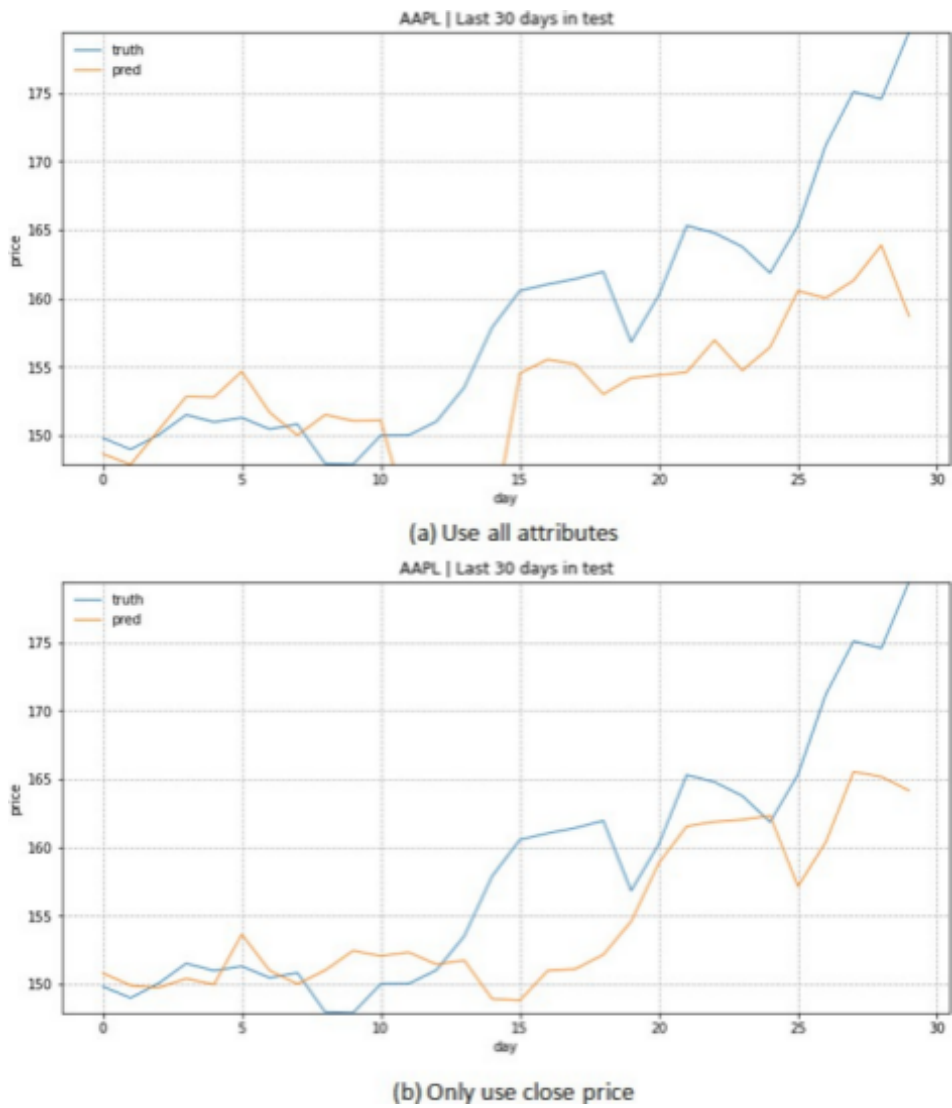 AAPL | Last 30 days in test
truth
pred
175
170
165
160
155
150
price
0 5 10 15 20 25 30
day
(a) Use all attributes
AAPL | Last 30 days in test
truth
pred
175
170
165
160
155
150
price
0 5 10 15 20 25 30
day
(b) Only use close price